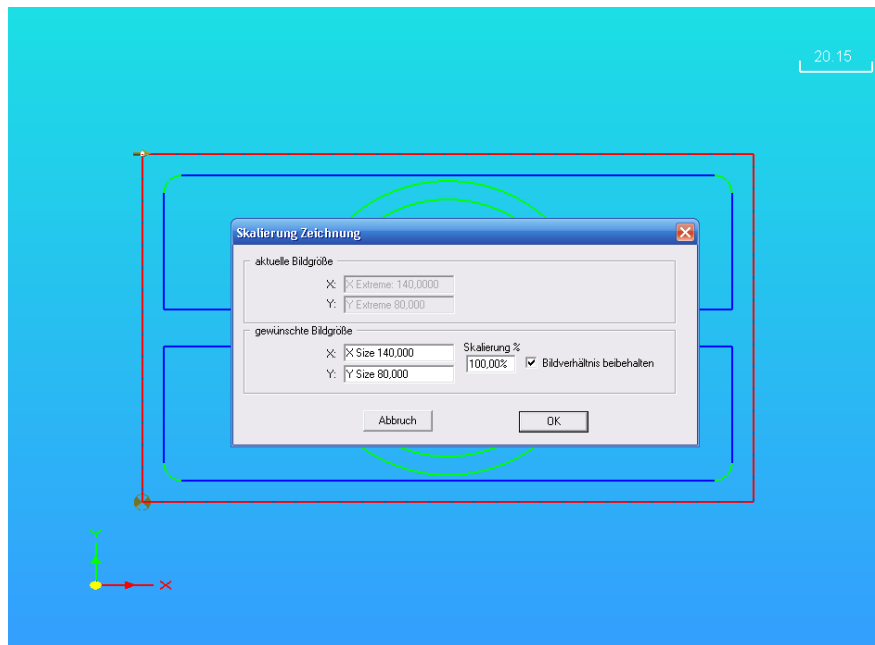 20.15
Skalierung Zeichnung
aktuelle Bildgröße
X: X Extreme: 140,0000
Y: Y Extreme 80,000
gewünschte Bildgröße
X: X Size 140,000
Skalierung %
Y: Y Size 80,000
100,00%
Bildverhältnis beibehalten
Abbruch
OK
Y
X